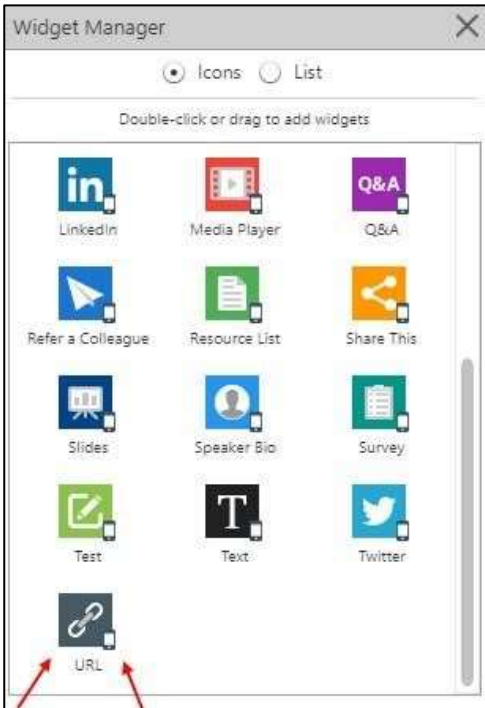 Widget Manager
Icons List
Double-click or drag to add widgets
in Q&A
LinkedIn Media Player Q&A
Refer a Colleague Resource List Share This
Slides Speaker Bio Survey
T
Test Text Twitter
URL